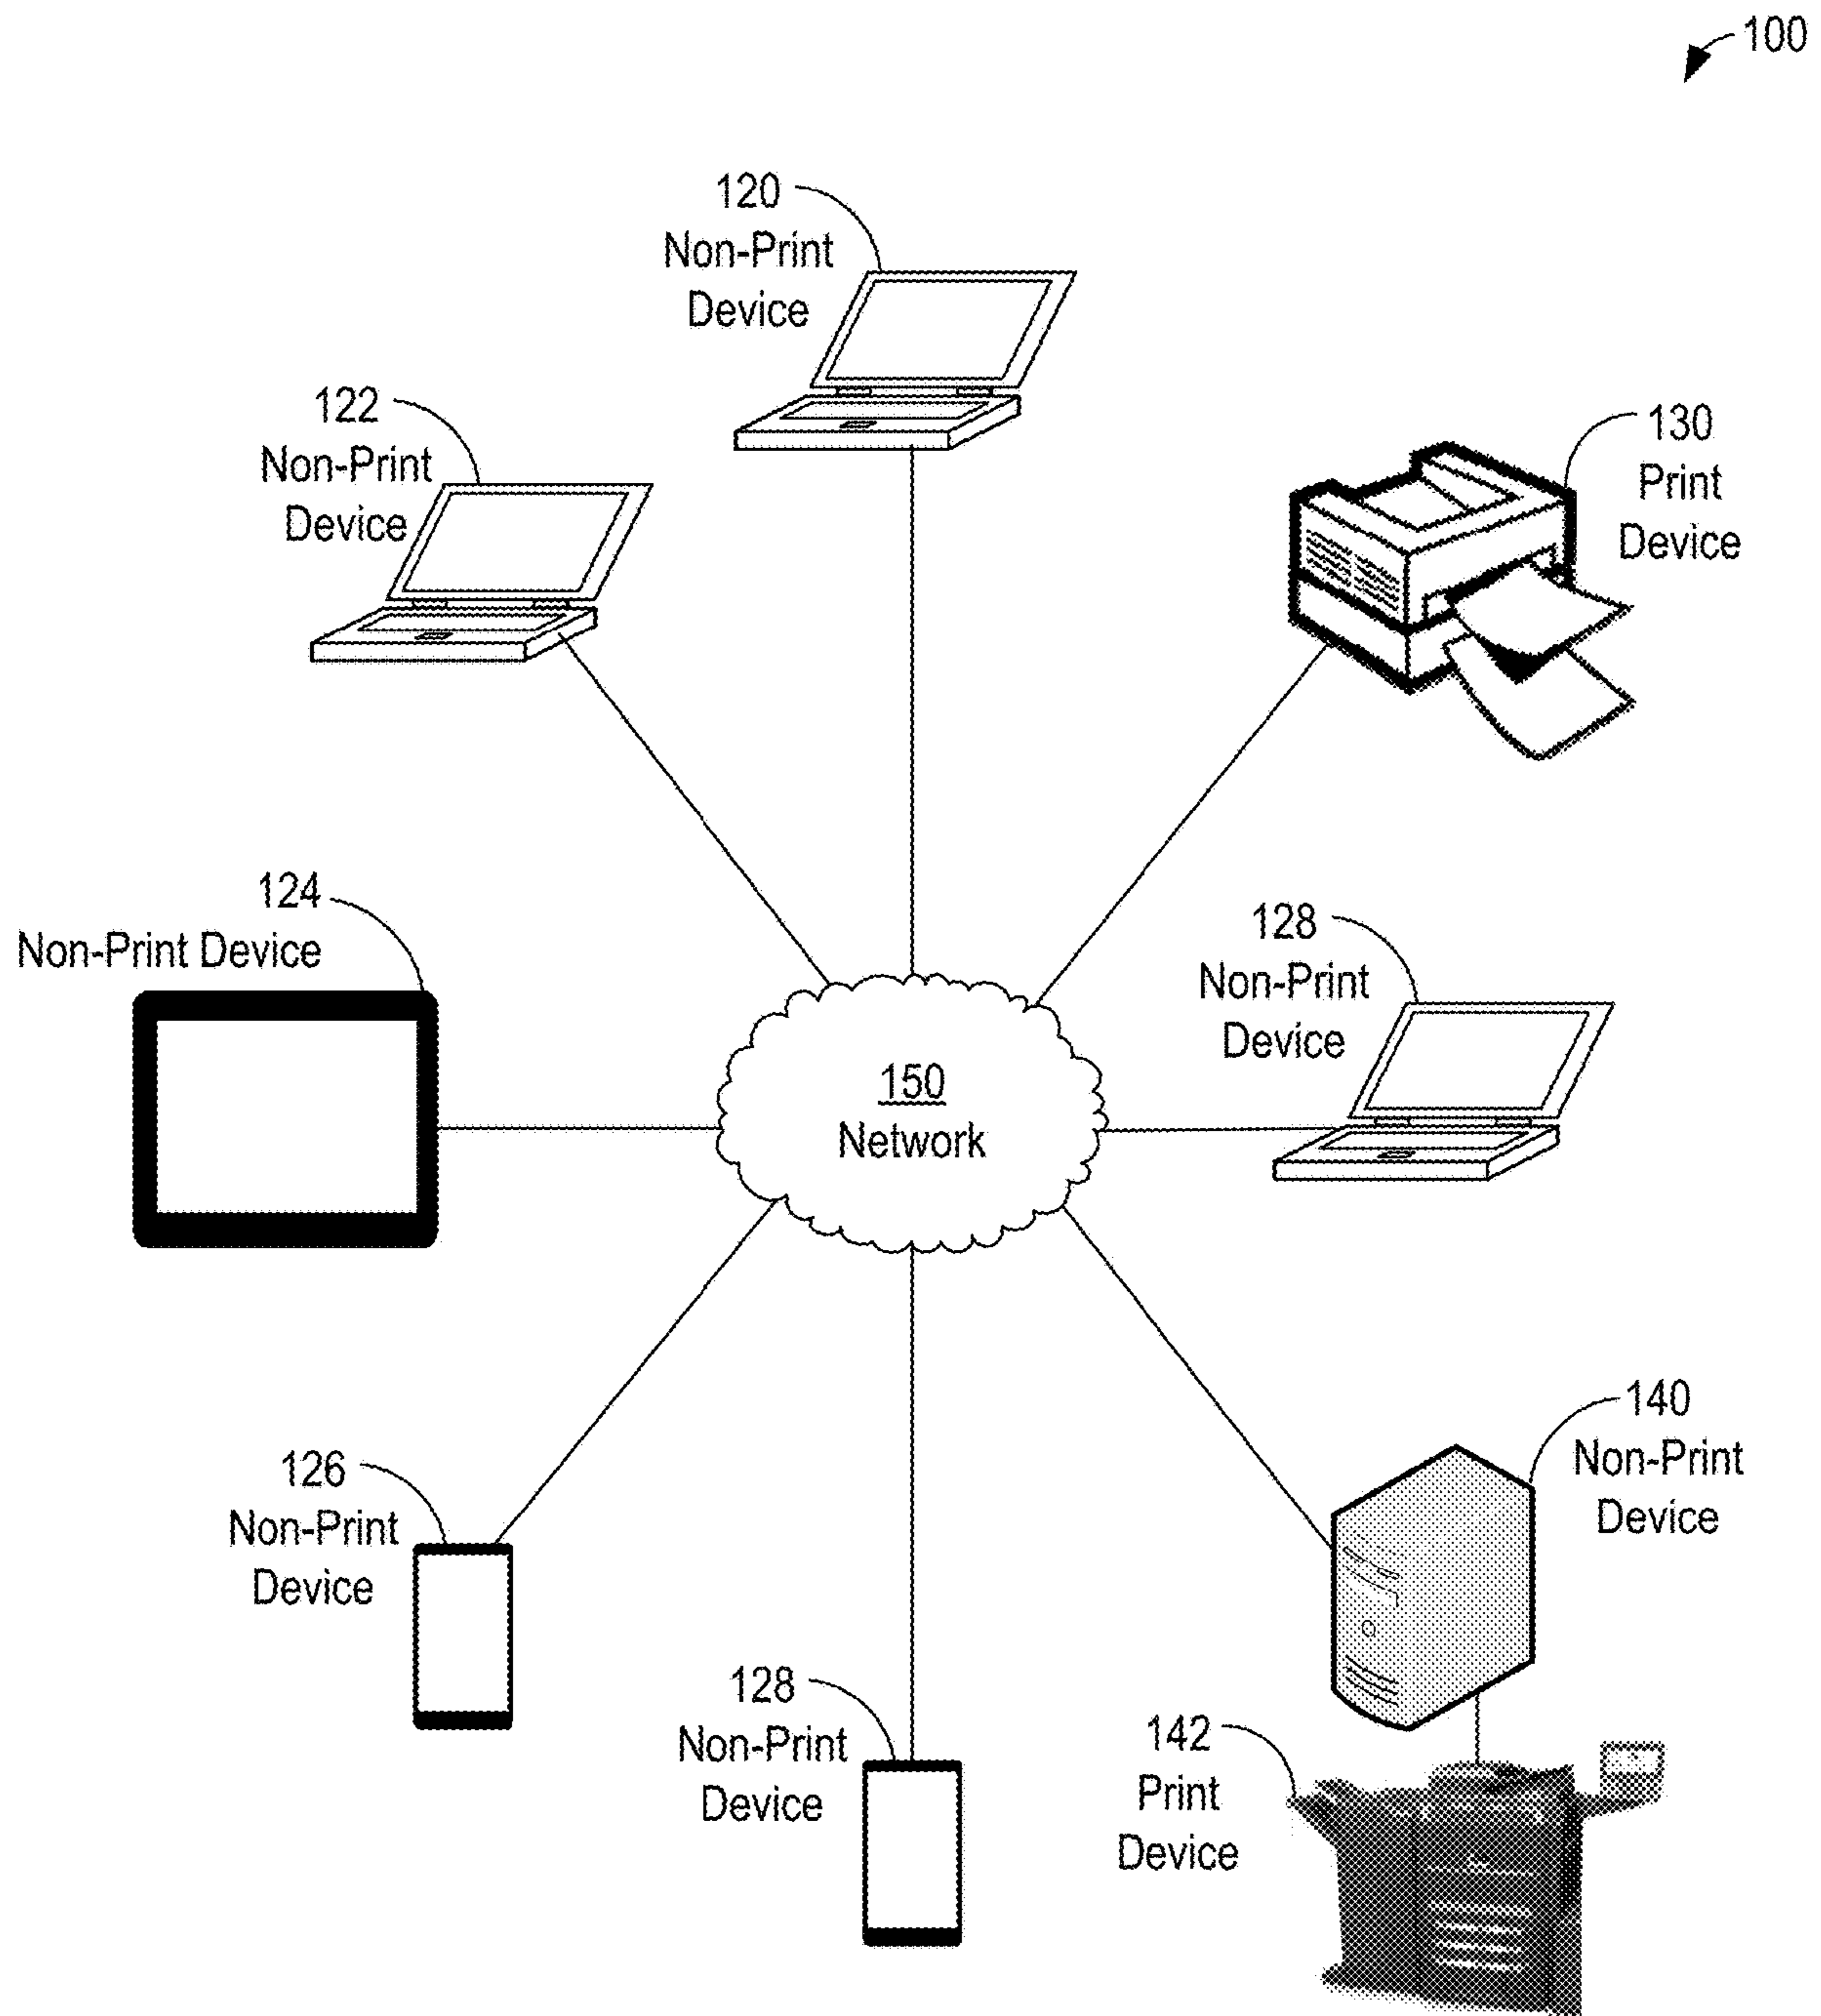 100
120
Non-Print
Device
122
Non-Print
Device
130
Print
Device
124
Non-Print Device
128
Non-Print
Device
150
Network
140
Non-Print
Device
126
Non-Print
Device
128
Non-Print
Device
142
Print
Device